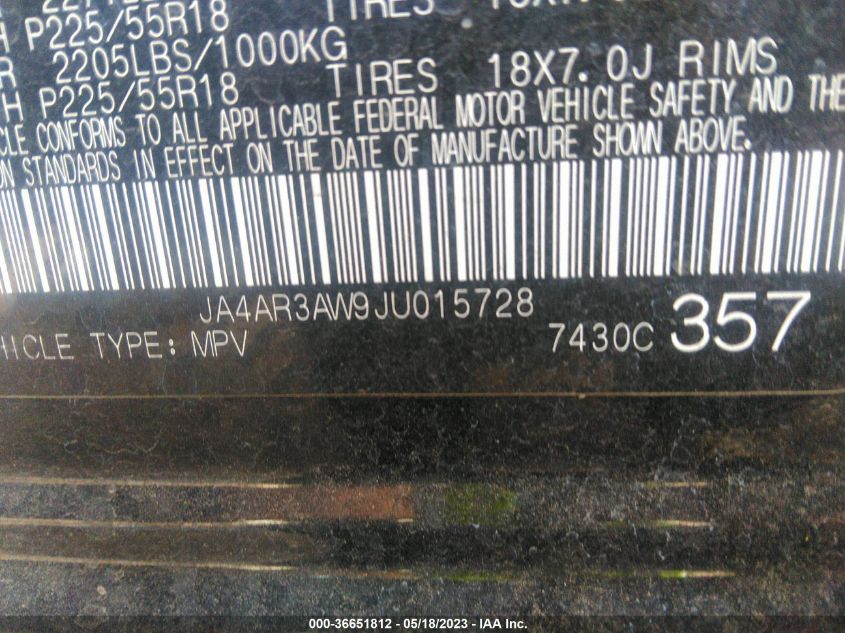 P225/55R18 TIRES
2205LBS/1000KG
P225/55R18 TIRES 18X7.0J RIMS
CONFORMS TO ALL APPLICABLE FEDERAL MOTOR VEHICLE SAFETY AND THE
STANDARDS IN EFFECT ON THE DATE OF MANUFACTURE SHOWN ABOVE.
JA4AR3AW9JU015728
HICLE TYPE: MPV 7430C 357
000-36651812 - 05/18/2023 - IAA Inc.